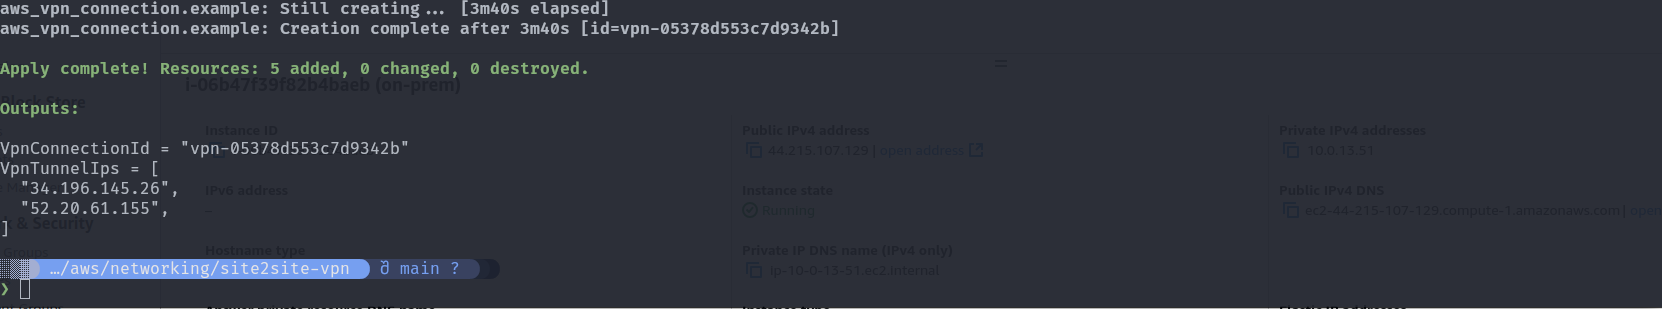 aws_vpn_connection.example: Still creating... [3m40s elapsed]
aws_vpn_connection.example: Creation complete after 3m40s [id=vpn-05378d553c7d9342b]
Apply complete! Resources: 5 added, 0 changed, 0 destroyed.
i-06b47f39f82b4baeb (on-prem)
Block Store
Outputs:
Instance ID
Public IPv4 address
Private IPv4 addresses
VpnConnectionId = "vpn-05378d553c7d9342b"
44.215.107.129 | open address
10.0.13.51
VpnTunnelIps = [
"34.196.145.26",
IPv6 address
Instance state
Public IPv4 DNS
"52.20.61.155",
–
Running
ec2-44-215-107-129.compute-1.amazonaws.com | open
]
& Security
Groups
Hostname type
Private IP DNS name (IPv4 only)
…/aws/networking/site2site-vpn
main ?
ip-10-0-13-51.ec2.internal
❯